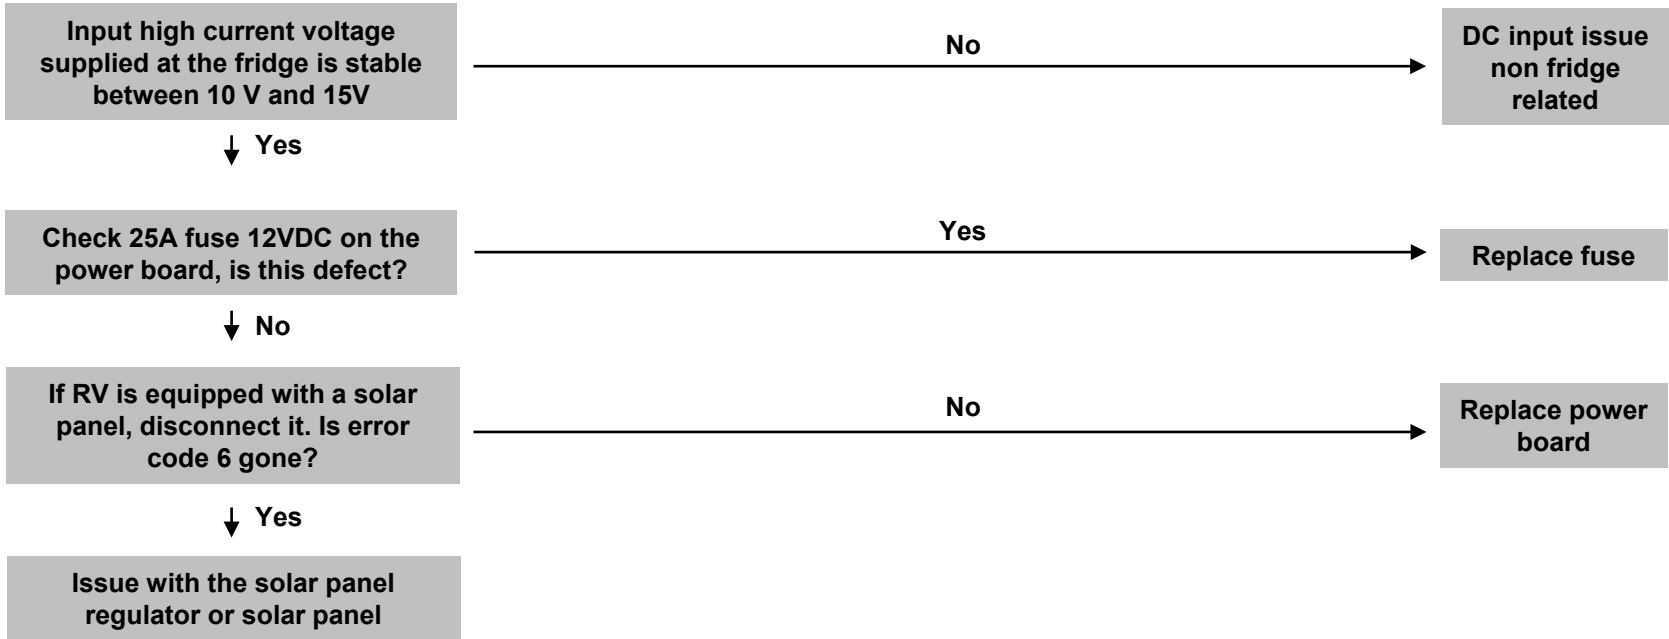 Input high current voltage
supplied at the fridge is stable
between 10 V and 15V
No
DC input issue
non fridge
related
Yes
Check 25A fuse 12VDC on the
power board, is this defect?
Yes
Replace fuse
No
If RV is equipped with a solar
panel, disconnect it. Is error
code 6 gone?
No
Replace power
board
Yes
Issue with the solar panel
regulator or solar panel